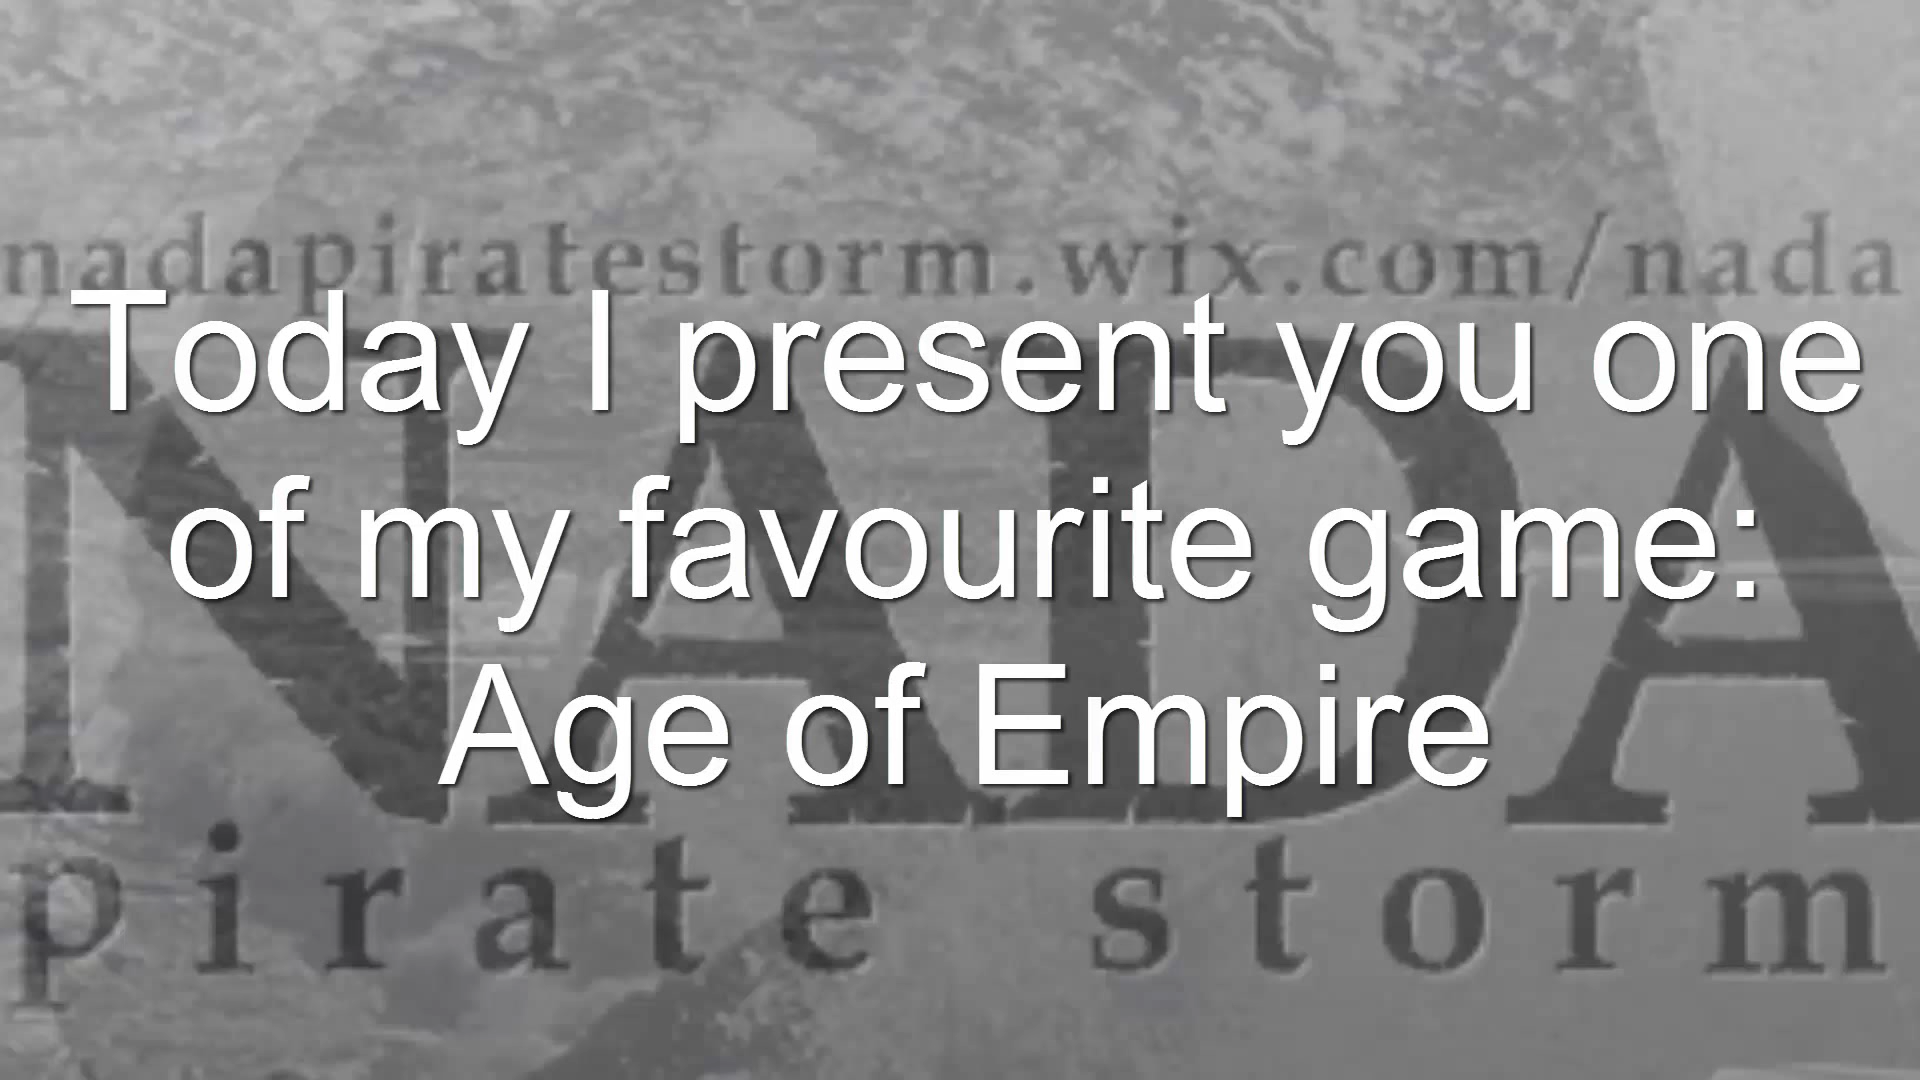 nadapiratestorm.wix.com/nada
Today I present you one
of my favourite game:
Age of Empire
NADA
pirate storm